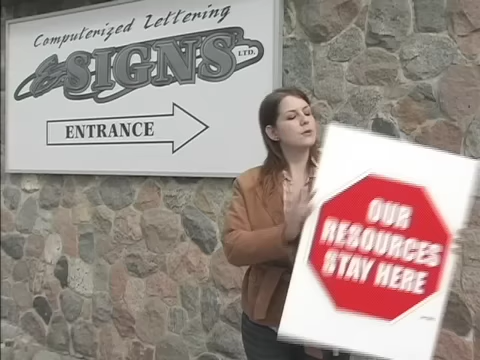 Computerized Lettering
& SIGNS LTD.
ENTRANCE
OUR
RESOURCES
STAY HERE